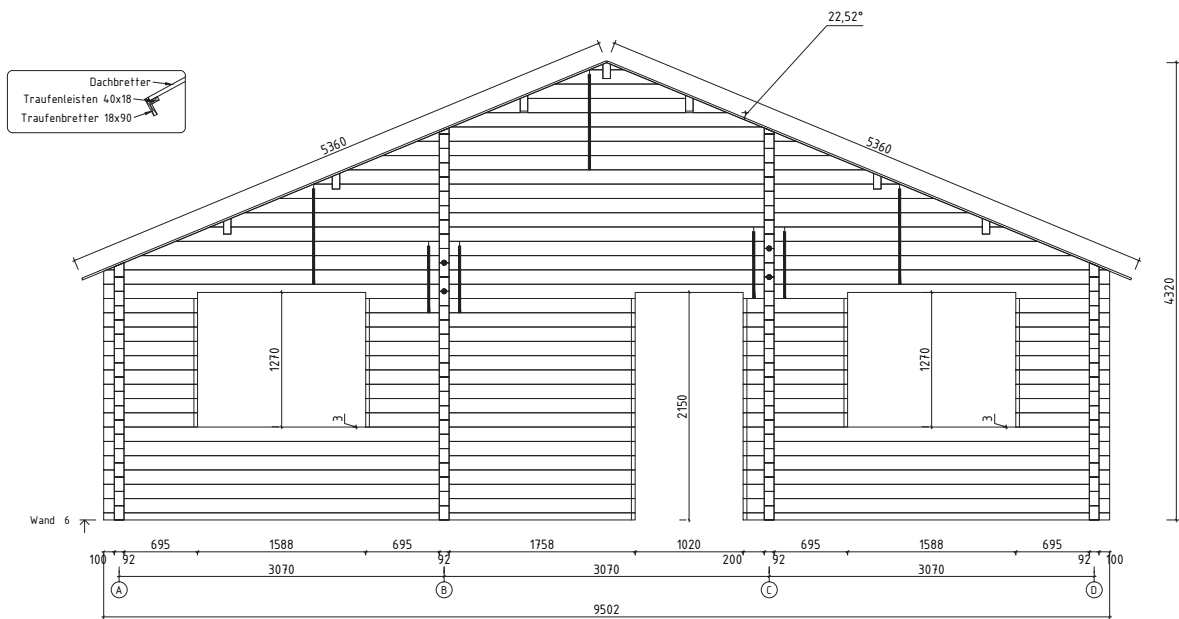 22,52°
Dachbretter
Traufenleisten 40x18
Traufenbretter 18x90
5360
5360
4320
1270
2150
1270
3
3
Wand 6
695 1588 695 1758 1020 695 1588 695
100 92 92 200 92 92 100
3070 3070 3070
A B C D
9502